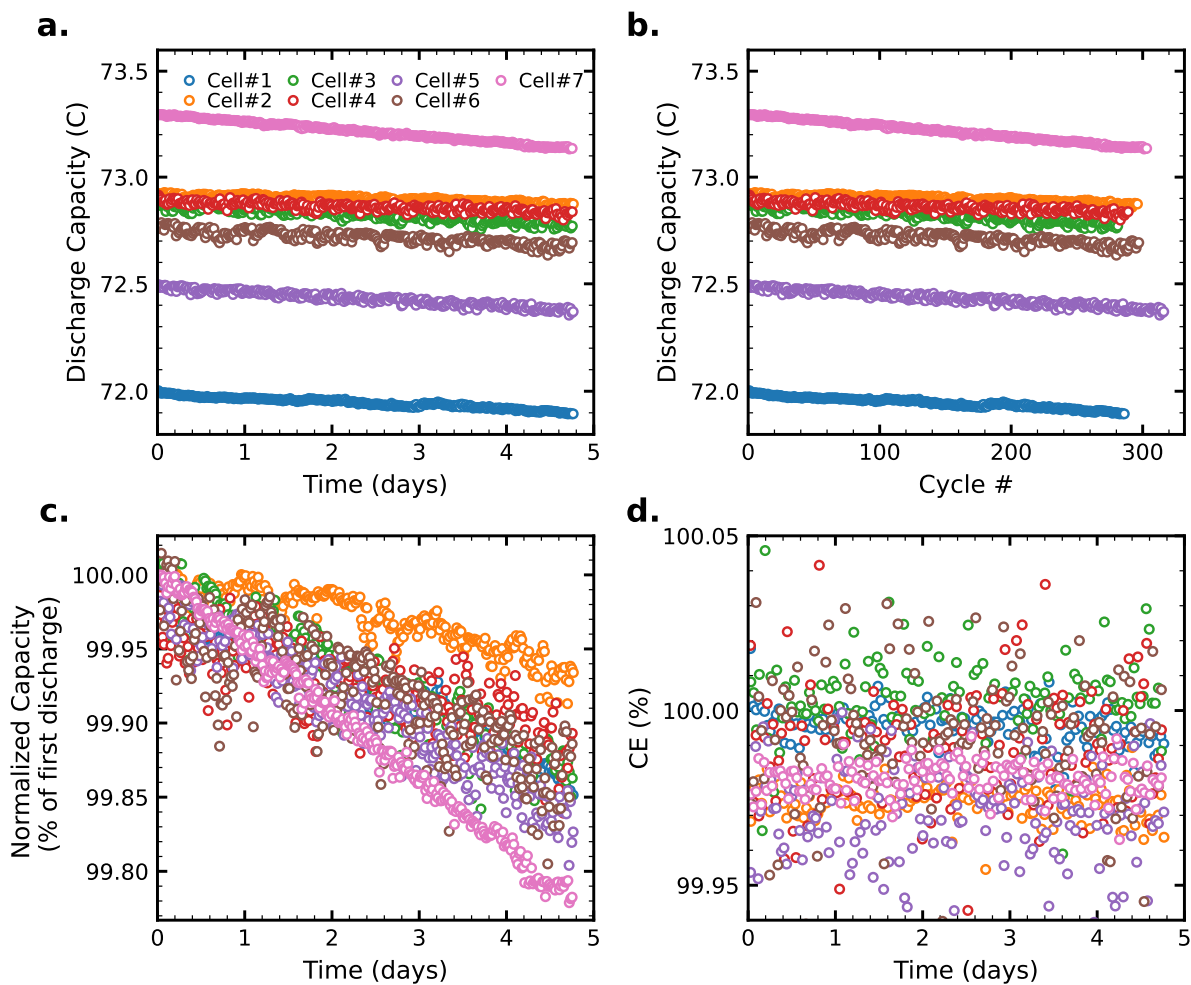 a.
73.5
73.0
72.5
72.0
Discharge Capacity (C)
Cell#1 Cell#3 Cell#5 Cell#7
Cell#2 Cell#4 Cell#6
0 1 2 3 4 5
Time (days)
b.
73.5
73.0
72.5
72.0
Discharge Capacity (C)
0 100 200 300
Cycle #
c.
100.00
99.95
99.90
99.85
99.80
Normalized Capacity
(% of first discharge)
0 1 2 3 4 5
Time (days)
d.
100.05
100.00
99.95
CE (%)
0 1 2 3 4 5
Time (days)